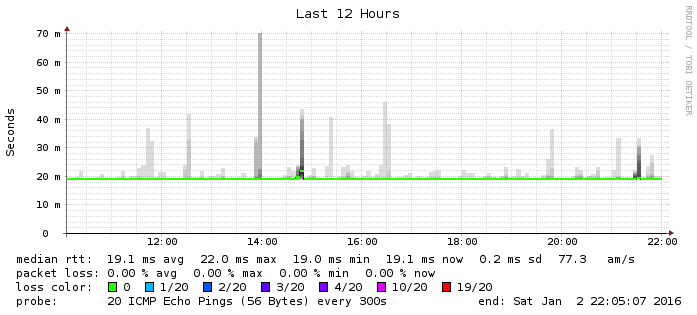 Last 12 Hours
RRDTOOL / TOBI OETIKER
Seconds
70 m
60 m
50 m
40 m
30 m
20 m
10 m
0
12:00 14:00 16:00 18:00 20:00 22:00
median rtt: 19.1 ms avg 22.0 ms max 19.0 ms min 19.1 ms now 0.2 ms sd 77.3 am/s
packet loss: 0.00 % avg 0.00 % max 0.00 % min 0.00 % now
loss color: 0 1/20 2/20 3/20 4/20 10/20 19/20
probe: 20 ICMP Echo Pings (56 Bytes) every 300s end: Sat Jan 2 22:05:07 2016